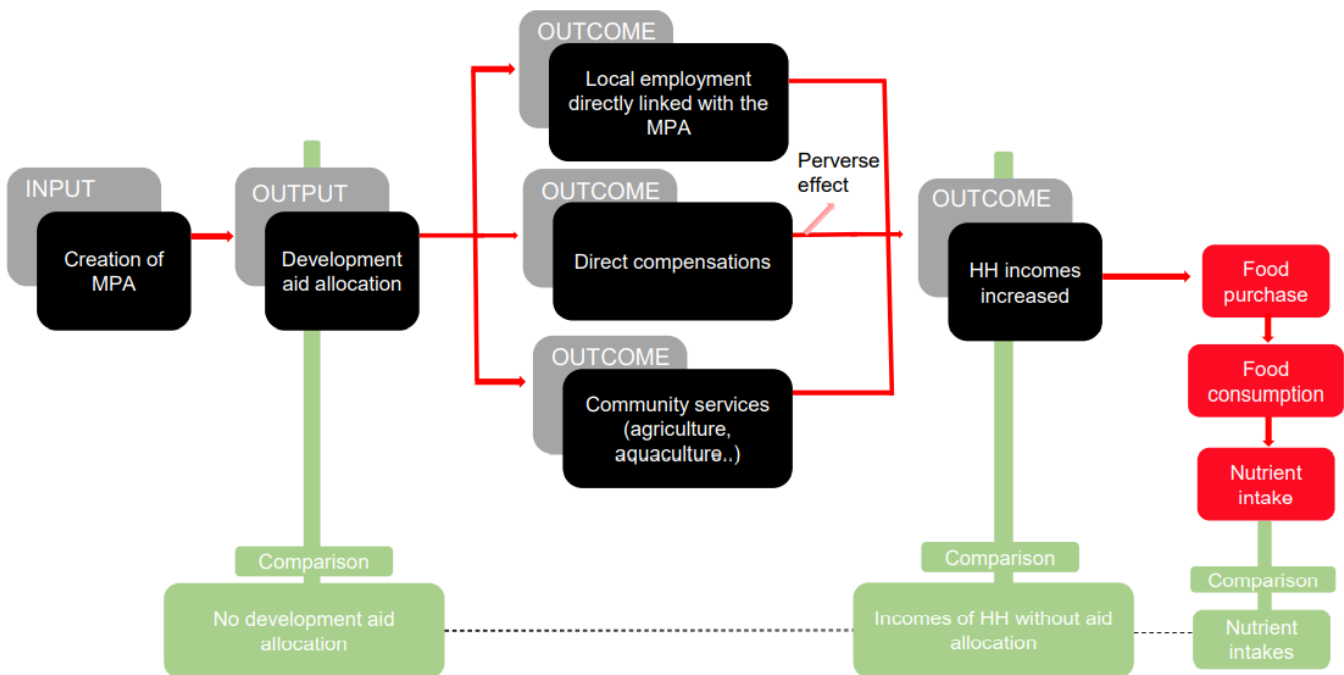 INPUT
Creation of
MPA
OUTPUT
Development
aid allocation
OUTCOME
Local employment
directly linked with the
MPA
OUTCOME
Direct compensations
Perverse
effect
OUTCOME
Community services
(agriculture,
aquaculture..)
OUTCOME
HH incomes
increased
Food
purchase
Food
consumption
Nutrient
intake
Comparison
No development aid
allocation
Comparison
Incomes of HH without aid
allocation
Comparison
Nutrient
intakes